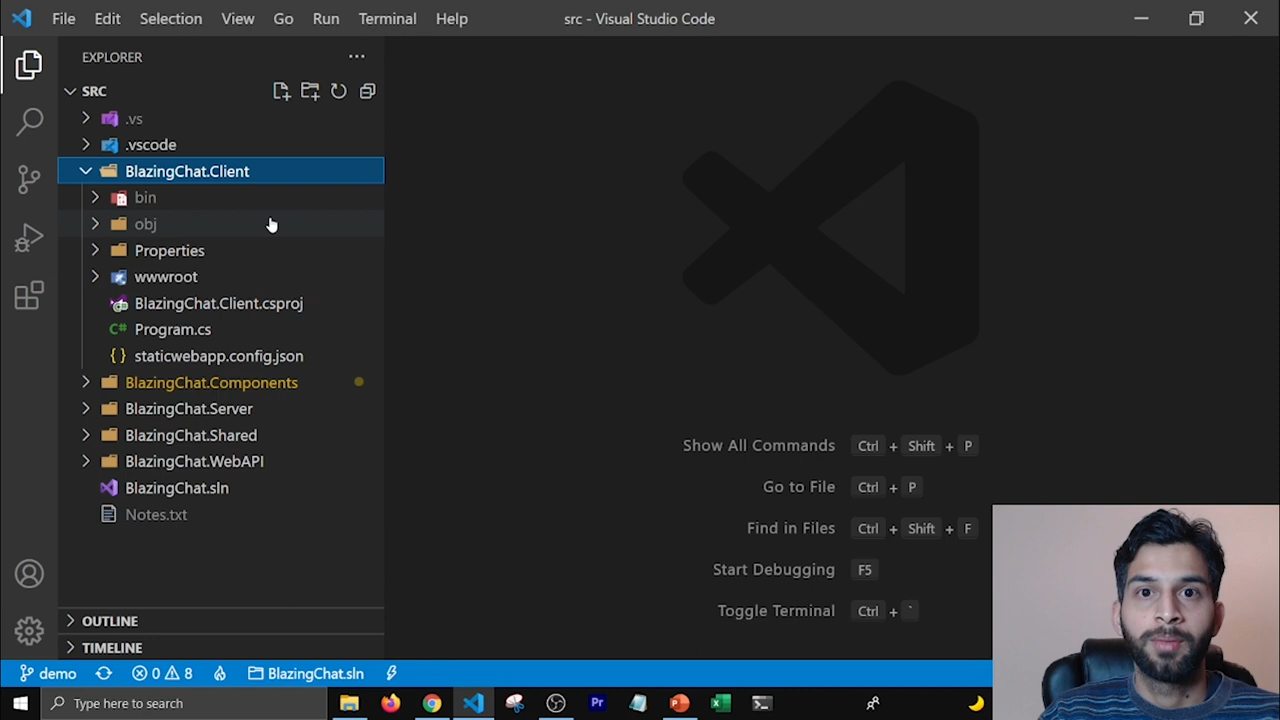 File Edit Selection View Go Run Terminal Help src - Visual Studio Code
EXPLORER
SRC
.vs
.vscode
BlazingChat.Client
bin
obj
Properties
wwwroot
BlazingChat.Client.csproj
C# Program.cs
{ } staticwebapp.config.json
BlazingChat.Components
BlazingChat.Server
BlazingChat.Shared
BlazingChat.WebAPI
BlazingChat.sln
Notes.txt
Show All Commands Ctrl + Shift + P
Go to File Ctrl + P
Find in Files Ctrl + Shift + F
Start Debugging F5
Toggle Terminal Ctrl + `
OUTLINE
TIMELINE
demo 0 8 BlazingChat.sln
Type here to search Pr